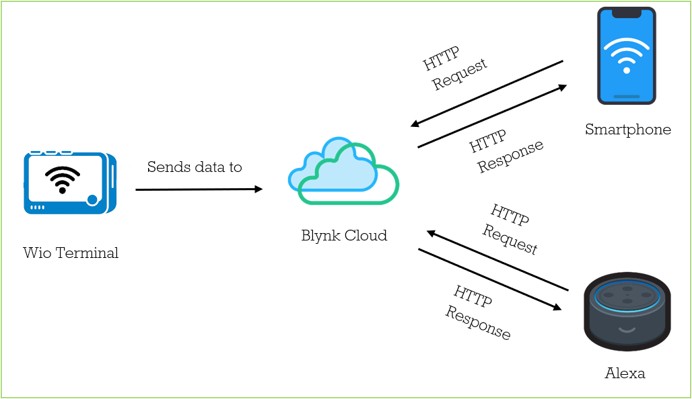 HTTP
Request
HTTP
Response
Smartphone
Sends data to
Wio Terminal
Blynk Cloud
HTTP
Request
HTTP
Response
Alexa